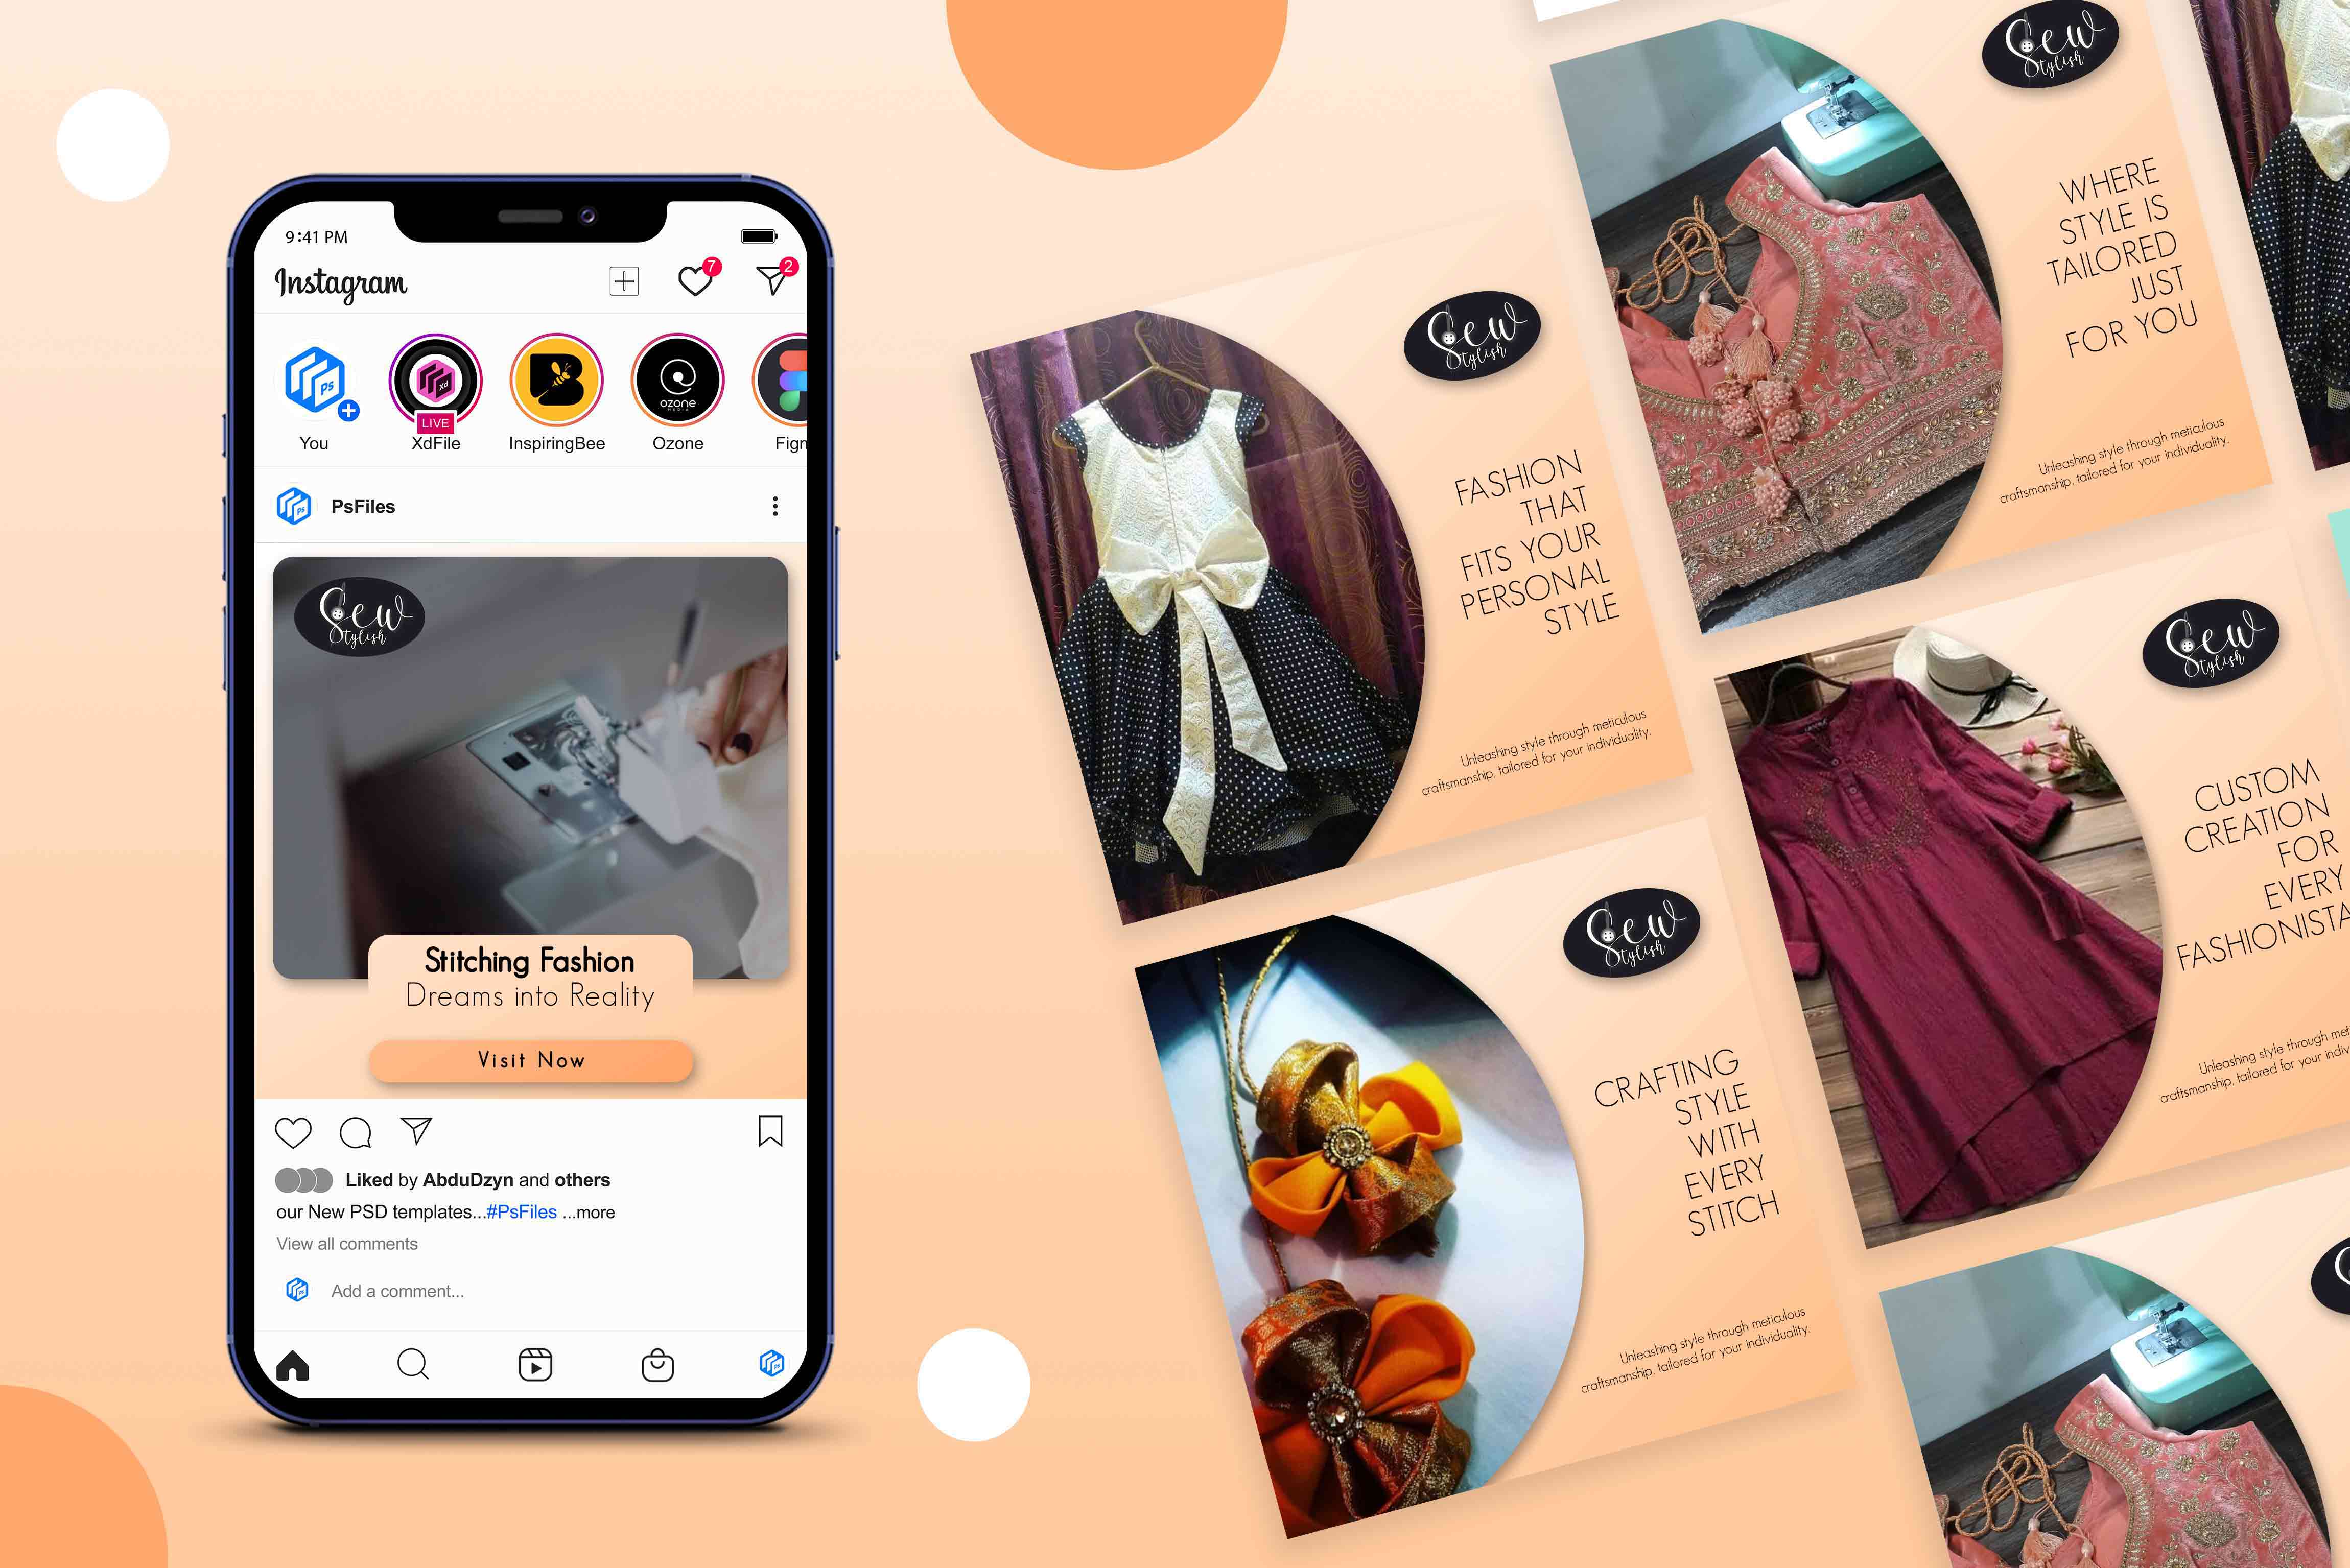 9:41 PM
Instagram
7
2
Ps
xd
LIVE
B
OZONE
MEDIA
You
XdFile
InspiringBee
Ozone
Figm
PsFiles
Sew
Stylish
Stitching Fashion
Dreams into Reality
Visit Now
Liked by AbduDzyn and others
our New PSD templates...#PsFiles ...more
View all comments
Add a comment...
Sew
Stylish
FASHION
THAT
FITS YOUR
PERSONAL
STYLE
Unleashing style through meticulous
craftsmanship, tailored for your individuality.
Sew
Stylish
WHERE
STYLE IS
TAILORED
JUST
FOR YOU
Unleashing style through meticulous
craftsmanship, tailored for your individuality.
Sew
Stylish
CRAFTING
STYLE
WITH
EVERY
STITCH
Unleashing style through meticulous
craftsmanship, tailored for your individuality.
Sew
Stylish
CUSTOM
CREATION
FOR
EVERY
FASHIONISTA
Unleashing style through met
craftsmanship, tailored for your indiv